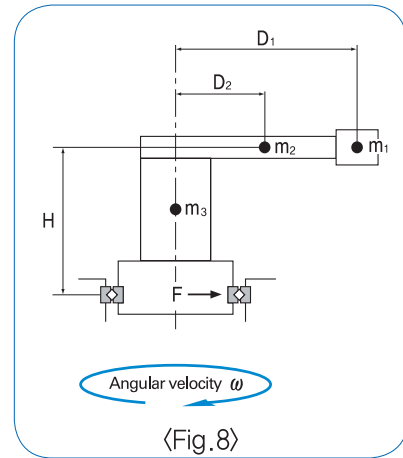 D₁
D₂
m₂
m₁
H
m₃
F
Angular velocity ω
〈Fig.8〉